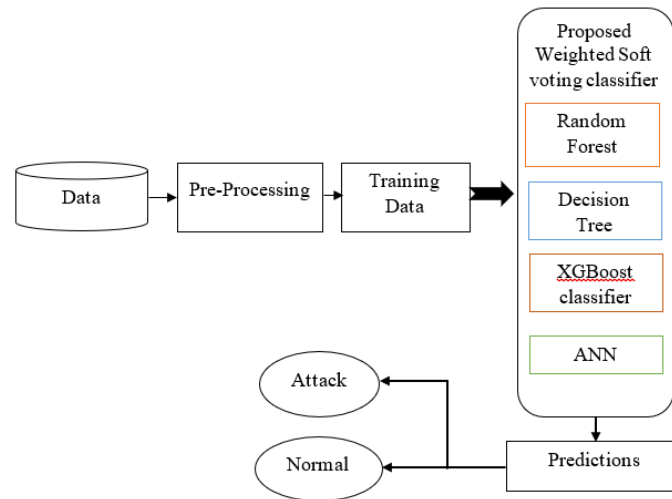 Proposed
Weighted Soft
voting classifier
Random
Forest
Data
Pre-Processing
Training
Data
Decision
Tree
XGBoost
classifier
ANN
Attack
Normal
Predictions